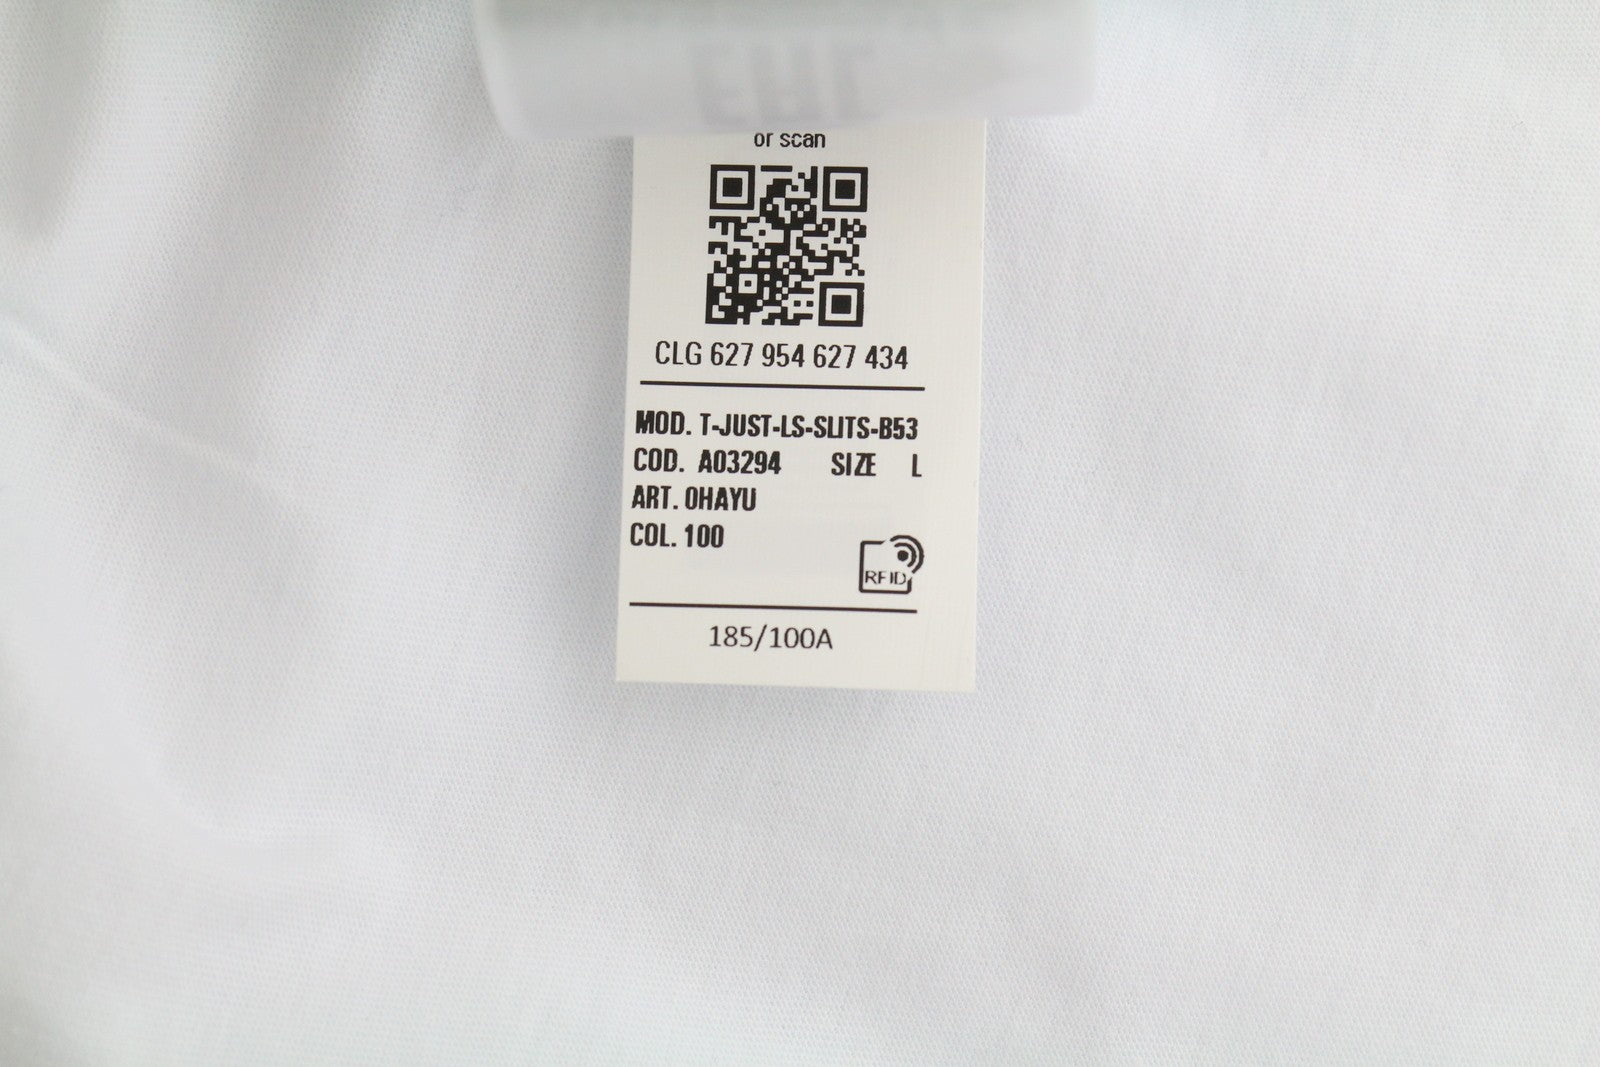 or scan
CLG 627 954 627 434
MOD. T-JUST-LS-SLITS-B53
COD. A03294 SIZE L
ART. 0HAYU
COL. 100
RFID
185/100A